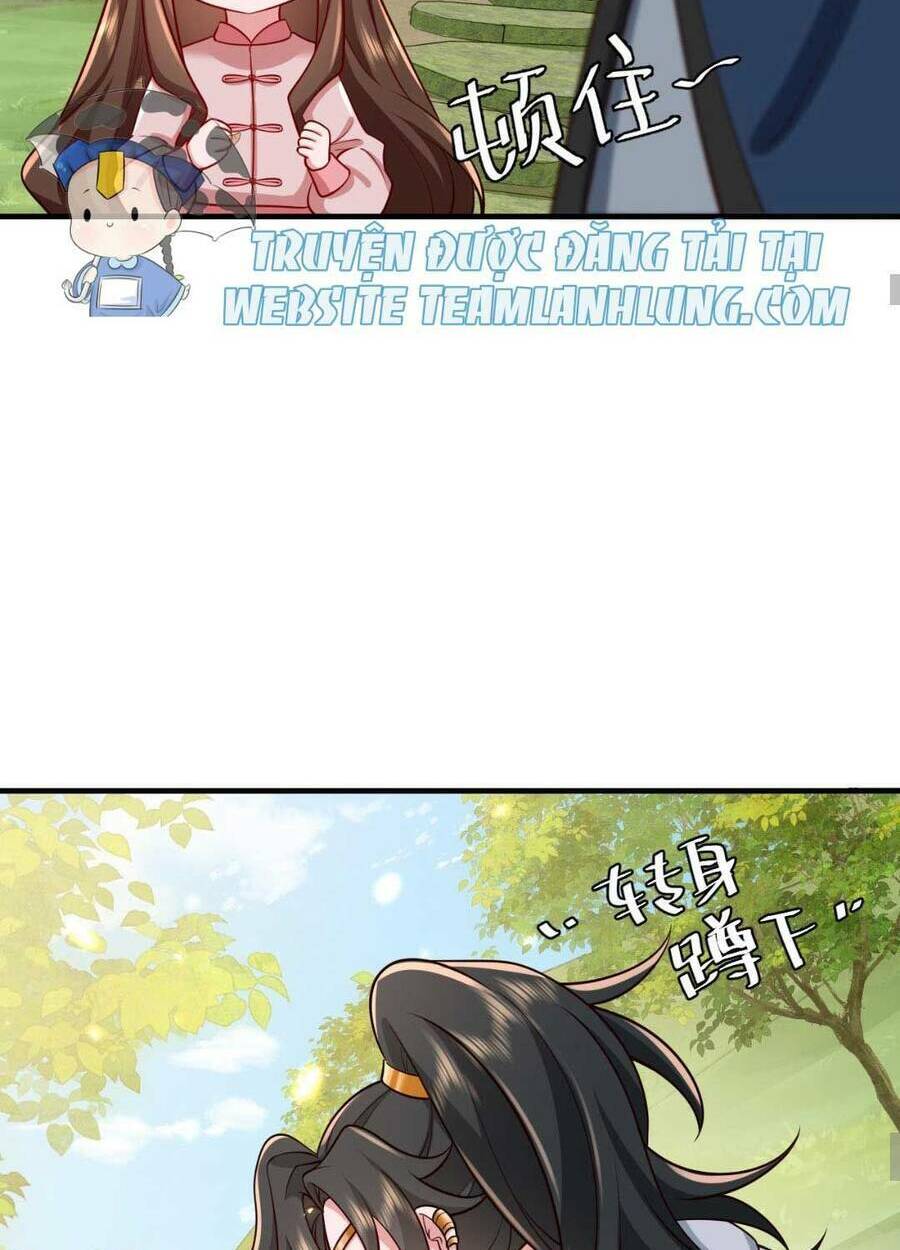 顿住~
TRUYỆN ĐƯỢC ĐĂNG TẢI TẠI
WEBSITE TEAMLANHLUNG.COM
"转身
蹲下"